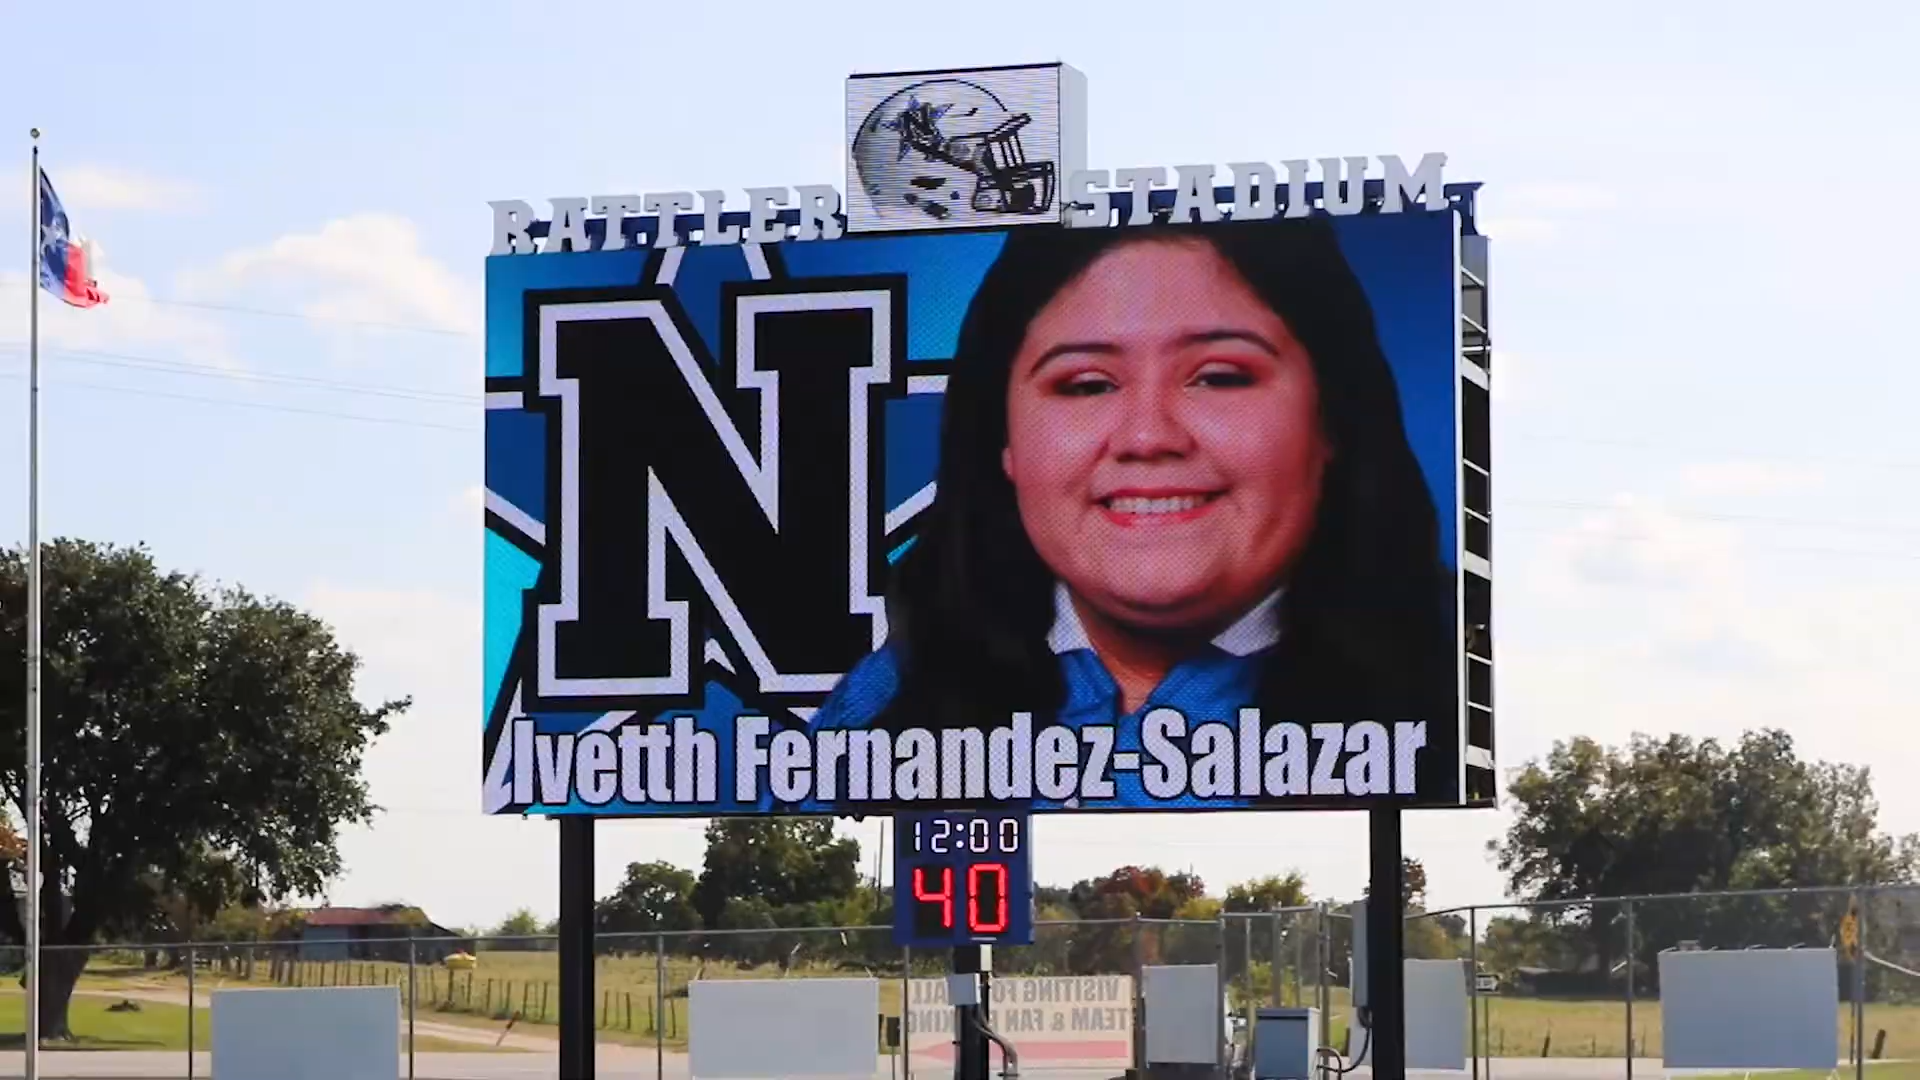 RATTLER STADIUM
N
N
Ivetth Fernandez-Salazar
12:00
40
VISITING FOOTBALL
TEAM & FAN PARKING